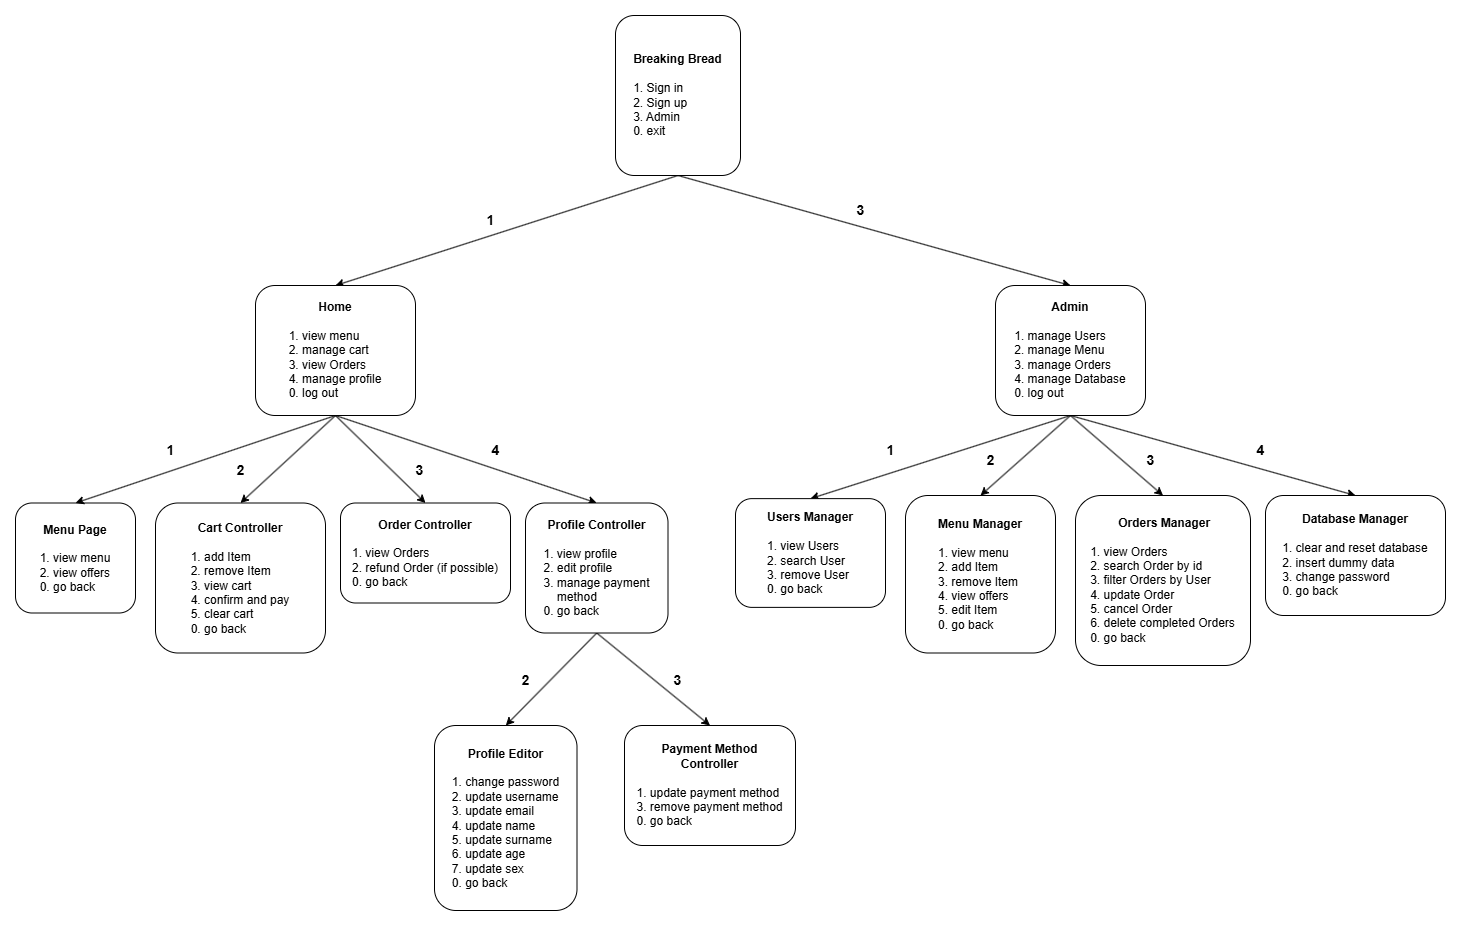 Breaking Bread
1. Sign in
2. Sign up
3. Admin
0. exit
1
3
Home
1. view menu
2. manage cart
3. view Orders
4. manage profile
0. log out
Admin
1. manage Users
2. manage Menu
3. manage Orders
4. manage Database
0. log out
1
2
3
4
1
2
3
4
Menu Page
1. view menu
2. view offers
0. go back
Cart Controller
1. add Item
2. remove Item
3. view cart
4. confirm and pay
5. clear cart
0. go back
Order Controller
1. view Orders
2. refund Order (if possible)
0. go back
Profile Controller
1. view profile
2. edit profile
3. manage payment
method
0. go back
Users Manager
1. view Users
2. search User
3. remove User
0. go back
Menu Manager
1. view menu
2. add Item
3. remove Item
4. view offers
5. edit Item
0. go back
Orders Manager
1. view Orders
2. search Order by id
3. filter Orders by User
4. update Order
5. cancel Order
6. delete completed Orders
0. go back
Database Manager
1. clear and reset database
2. insert dummy data
3. change password
0. go back
2
3
Profile Editor
1. change password
2. update username
3. update email
4. update name
5. update surname
6. update age
7. update sex
0. go back
Payment Method
Controller
1. update payment method
3. remove payment method
0. go back